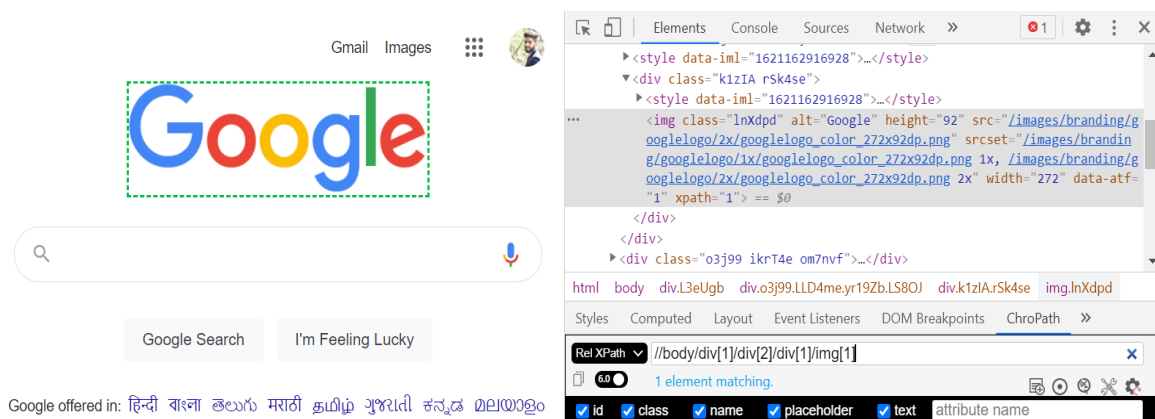 Gmail Images
Google
Google Search
I'm Feeling Lucky
Google offered in: हिन्दी বাংলা తెలుగు मराठी தமிழ் ગુજરાતી ಕನ್ನಡ മലയാളം
Elements Console Sources Network » 1
<style data-iml="1621162916928">…</style>
<div class="k1zIA rSk4se">
<style data-iml="1621162916928">…</style>
<img class="lnXdpd" alt="Google" height="92" src="/images/branding/g
ooglelogo/2x/googlelogo_color_272x92dp.png" srcset="/images/brandin
g/googlelogo/1x/googlelogo_color_272x92dp.png 1x, /images/branding/g
ooglelogo/2x/googlelogo_color_272x92dp.png 2x" width="272" data-atf=
"1" xpath="1"> == $0
</div>
</div>
<div class="o3j99 ikrT4e om7nvf">…</div>
html body div.L3eUgb div.o3j99.LLD4me.yr19Zb.LS8OJ div.k1zIA.rSk4se img.lnXdpd
Styles Computed Layout Event Listeners DOM Breakpoints ChroPath »
Rel XPath //body/div[1]/div[2]/div[1]/img[1]
6.0 1 element matching.
id class name placeholder text attribute name